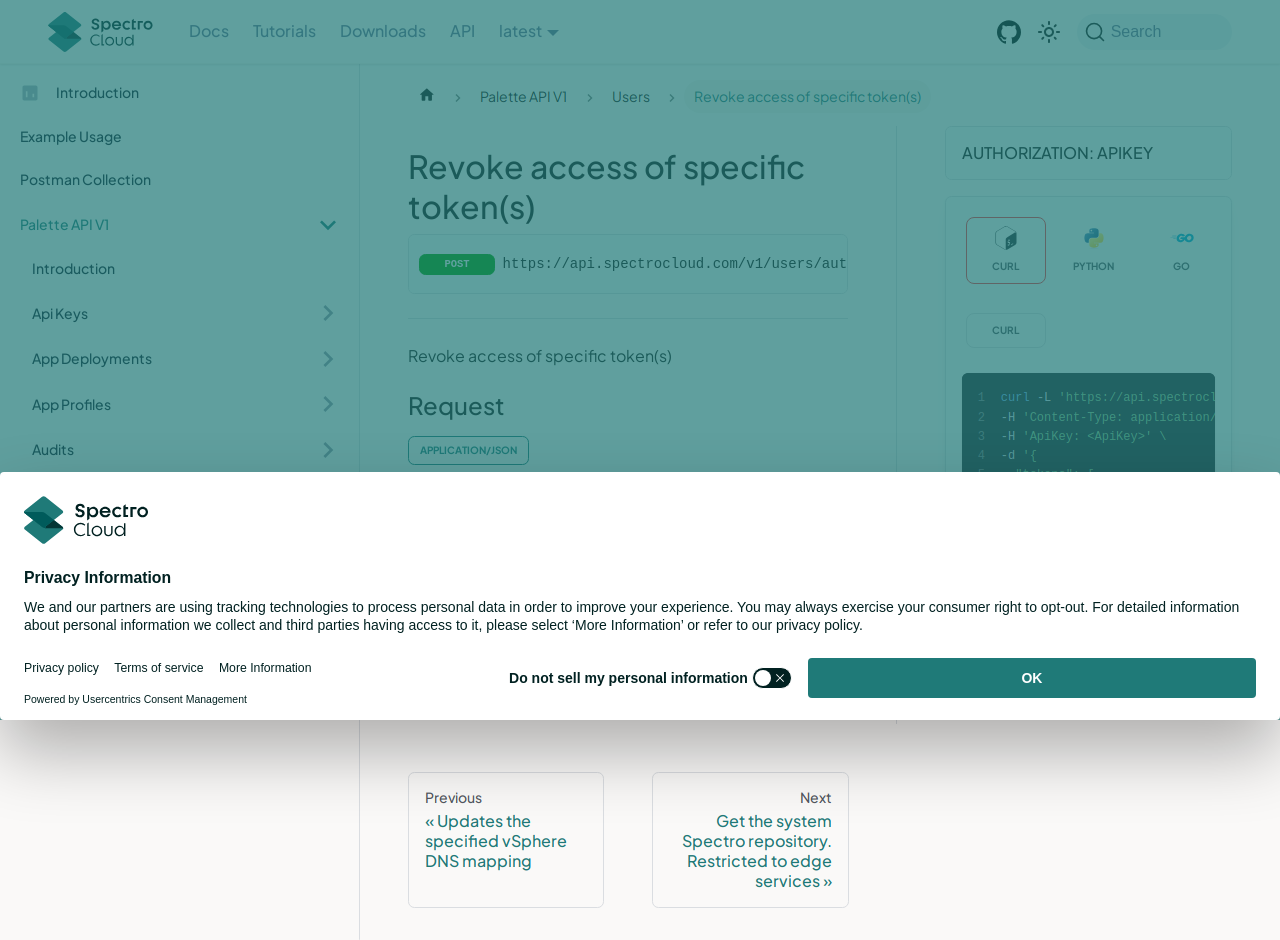 Spectro
Cloud
Docs
Tutorials
Downloads
API
latest
Search
Introduction
Example Usage
Postman Collection
Palette API V1
Introduction
Api Keys
App Deployments
App Profiles
Audits
Palette API V1
Users
Revoke access of specific token(s)
Revoke access of specific
token(s)
POST
https://api.spectrocloud.com/v1/users/aut
Revoke access of specific token(s)
Request
APPLICATION/JSON
AUTHORIZATION: APIKEY
CURL
PYTHON
GO
GO
CURL
1 curl -L 'https://api.spectrocl
2 -H 'Content-Type: application/
3 -H 'ApiKey: <ApiKey>' \
4 -d '{
Spectro
Cloud
Privacy Information
We and our partners are using tracking technologies to process personal data in order to improve your experience. You may always exercise your consumer right to opt-out. For detailed information
about personal information we collect and third parties having access to it, please select ‘More Information’ or refer to our privacy policy.
Privacy policy
Terms of service
More Information
Powered by Usercentrics Consent Management
Do not sell my personal information
OK
Previous
« Updates the
specified vSphere
DNS mapping
Next
Get the system
Spectro repository.
Restricted to edge
services »